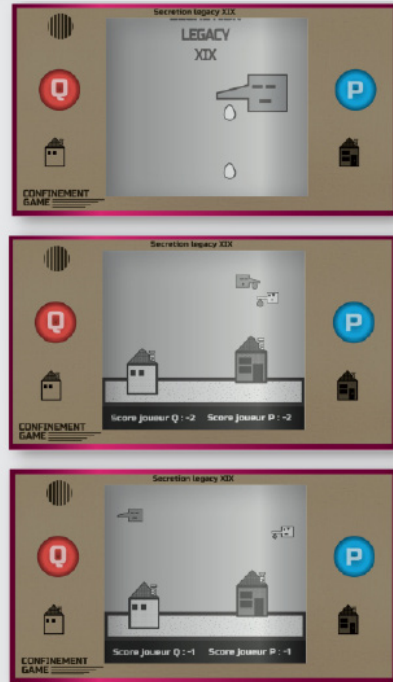 Secretion legacy XIX
LEGACY
XIX
Q
P
CONFINEMENT
GAME
Secretion legacy XIX
Q
P
Score joueur Q : -2 Score joueur P : -2
CONFINEMENT
GAME
Secretion legacy XIX
Q
P
Score joueur Q : -1 Score joueur P : -1
CONFINEMENT
GAME